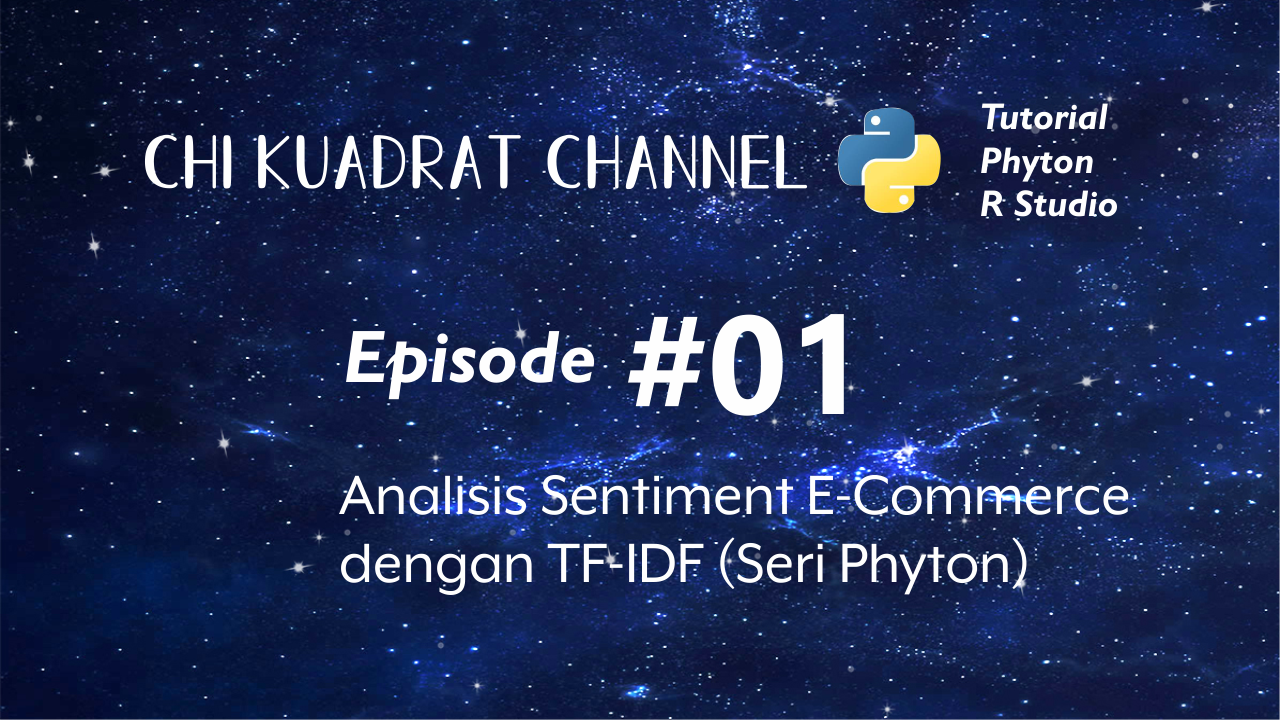 CHI KUADRAT CHANNEL
Tutorial
Phyton
R Studio
Episode #01
Analisis Sentiment E-Commerce
dengan TF-IDF (Seri Phyton)